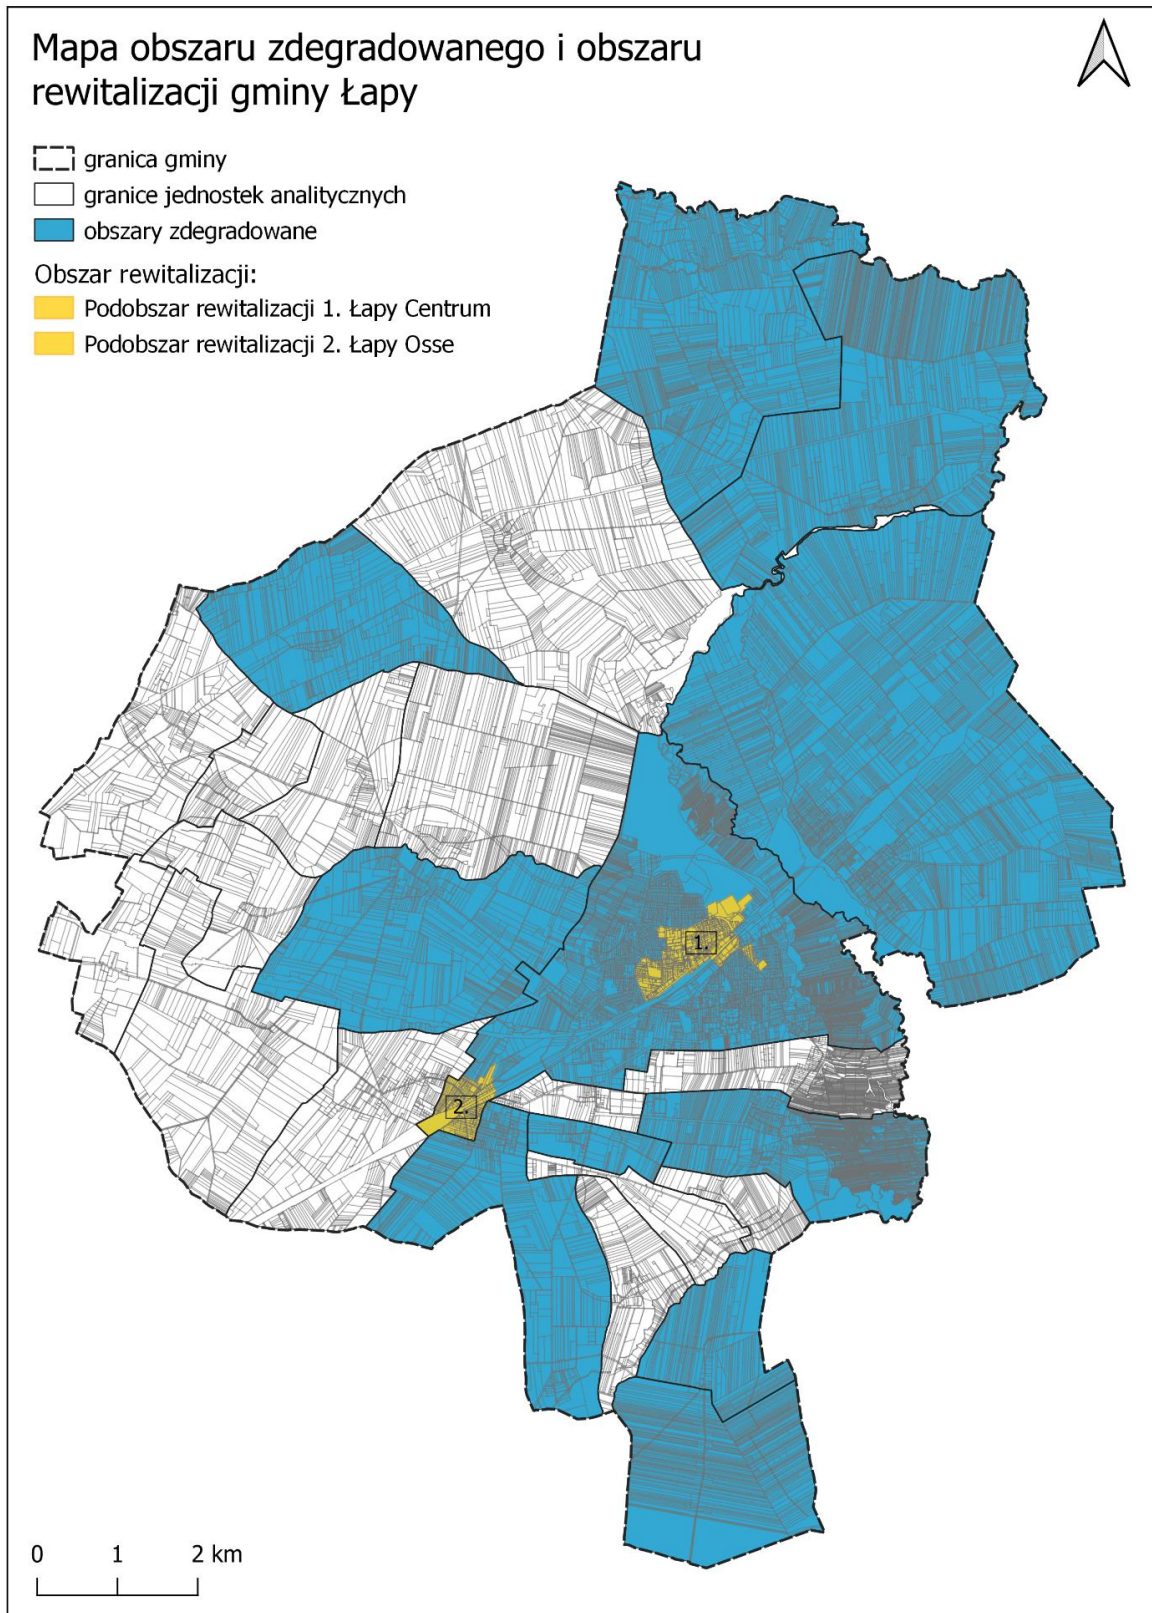 Mapa obszaru zdegradowanego i obszaru
rewitalizacji gminy Łapy
granica gminy
granice jednostek analitycznych
obszary zdegradowane
Obszar rewitalizacji:
Podobszar rewitalizacji 1. Łapy Centrum
Podobszar rewitalizacji 2. Łapy Osse
1.
2.
0 1 2 km